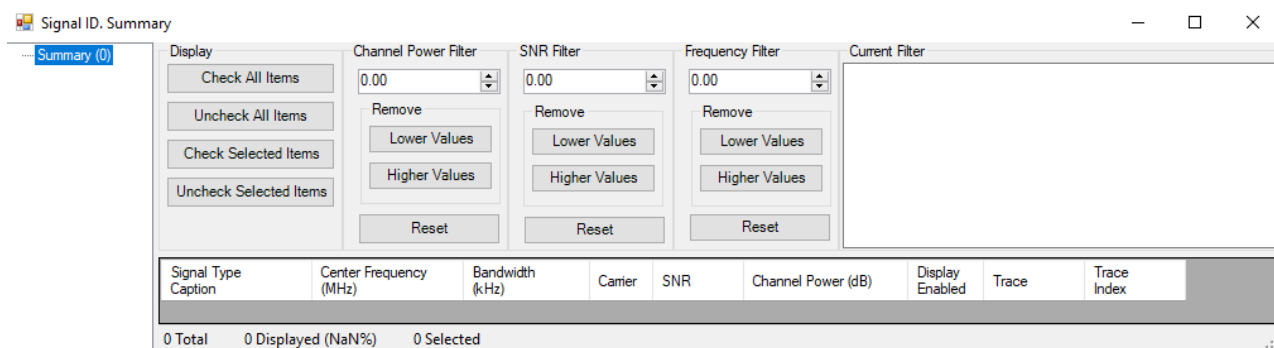 Signal ID. Summary
Summary (0)
Display
Check All Items
Uncheck All Items
Check Selected Items
Uncheck Selected Items
Channel Power Filter
0.00
Remove
Lower Values
Higher Values
Reset
SNR Filter
0.00
Remove
Lower Values
Higher Values
Reset
Frequency Filter
0.00
Remove
Lower Values
Higher Values
Reset
Current Filter
Signal Type
Caption
Center Frequency
(MHz)
Bandwidth
(kHz)
Carrier
SNR
Channel Power (dB)
Display
Enabled
Trace
Trace
Index
0 Total
0 Displayed (NaN%)
0 Selected